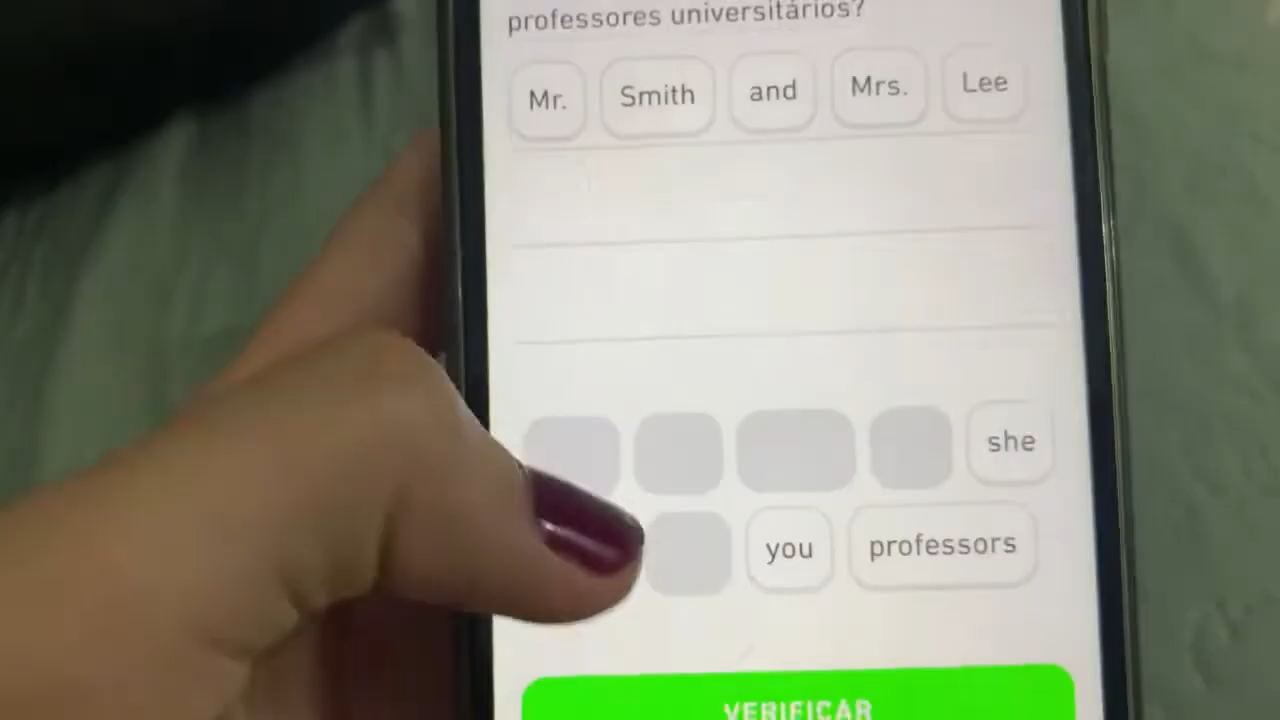 professores universitários?
Mr. Smith and Mrs. Lee
she
you professors
VERIFICAR